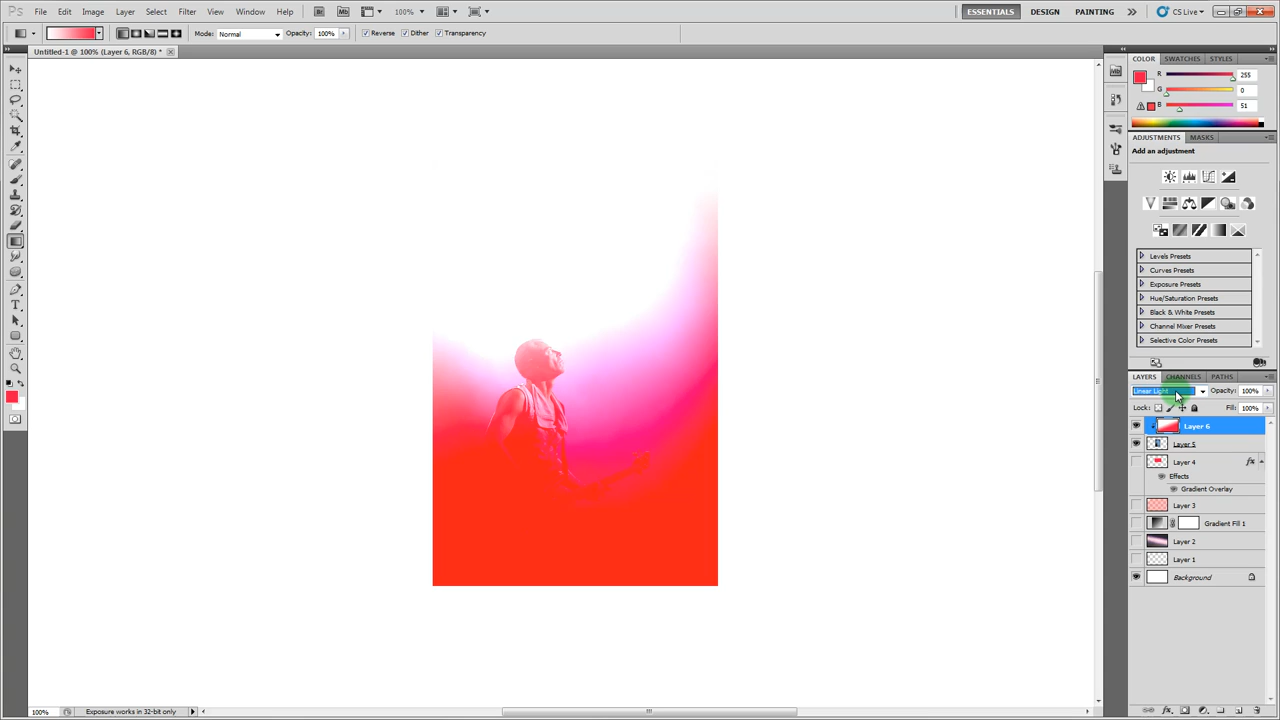 Ps File Edit Image Layer Select Filter View Window Help Br Mb 100% ESSENTIALS DESIGN PAINTING CS Live
Mode: Normal Opacity: 100% Reverse Dither Transparency
Untitled-1 @ 100% (Layer 6, RGB/8) *
COLOR SWATCHES STYLES
R 255
G 0
B 51
ADJUSTMENTS MASKS
Add an adjustment
Levels Presets
Curves Presets
Exposure Presets
Hue/Saturation Presets
Black & White Presets
Channel Mixer Presets
Selective Color Presets
LAYERS CHANNELS PATHS
Linear Light Opacity: 100%
Lock: Fill: 100%
Layer 6
Layer 5
Layer 4 fx
Effects
Gradient Overlay
Layer 3
Gradient Fill 1
Layer 2
Layer 1
Background
100% Exposure works in 32-bit only